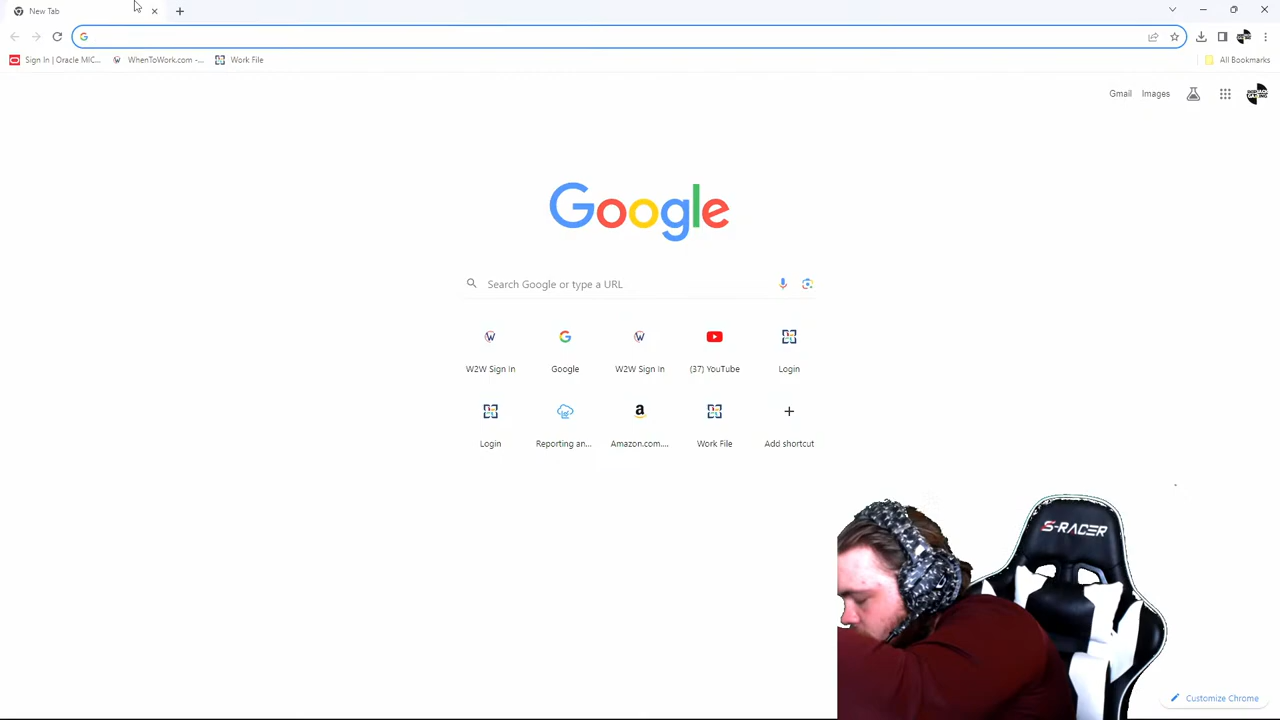 New Tab
Sign In | Oracle MIC...
WhenToWork.com -...
Work File
All Bookmarks
Gmail
Images
Google
Search Google or type a URL
W2W Sign In
Google
W2W Sign In
(37) YouTube
Login
Login
Reporting an...
Amazon.com....
Work File
Add shortcut
S-RACER
Customize Chrome